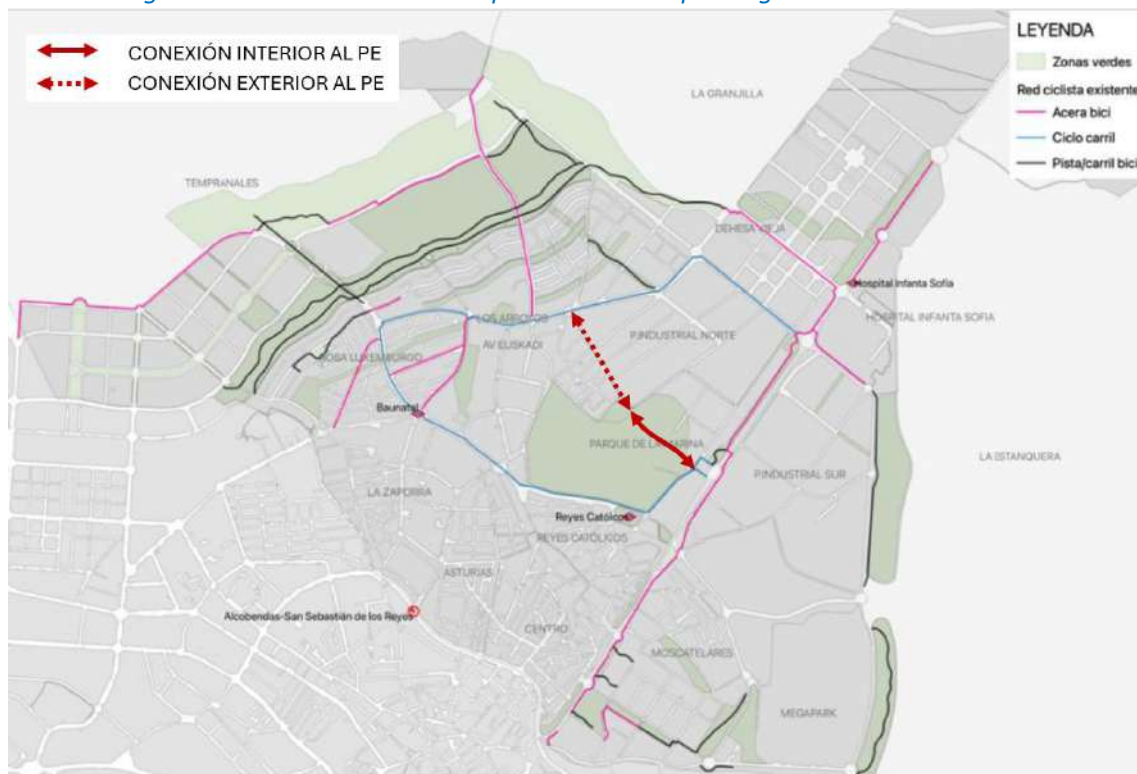 CONEXIÓN INTERIOR AL PE
CONEXIÓN EXTERIOR AL PE
LEYENDA
Zonas verdes
Red ciclista existente
Acera bici
Ciclo carril
Pista/carril bici
LA GRANJILLA
TEMPRANALES
DEHESA VIEJA
Hospital Infanta Sofía
HOSPITAL INFANTA SOFIA
LOS ARROYOS
AV EUSKADI
P.INDUSTRIAL NORTE
ROSA LUXEMBURGO
Baunatal
PARQUE DE LA MARINA
LA ESTANQUERA
P.INDUSTRIAL SUR
LA ZAPORRA
Reyes Católicos
REYES CATÓLICOS
ASTURIAS
Alcobendas-San Sebastián de los Reyes
CENTRO
MOSCATELARES
MEGAPARK